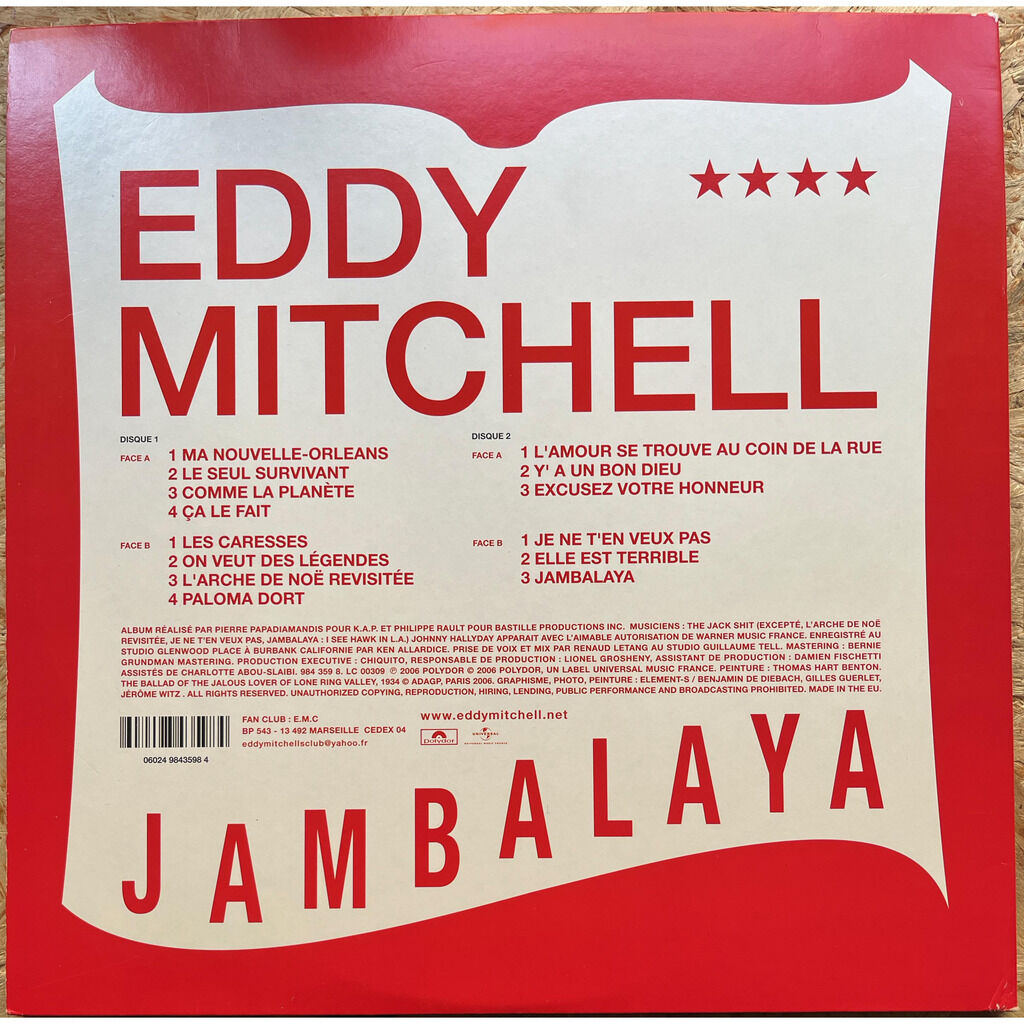 EDDY
★★★★
MITCHELL
DISQUE 1
FACE A
1 MA NOUVELLE-ORLEANS
2 LE SEUL SURVIVANT
3 COMME LA PLANÈTE
4 ÇA LE FAIT
FACE B
1 LES CARESSES
2 ON VEUT DES LÉGENDES
3 L'ARCHE DE NOË REVISITÉE
4 PALOMA DORT
DISQUE 2
FACE A
1 L'AMOUR SE TROUVE AU COIN DE LA RUE
2 Y' A UN BON DIEU
3 EXCUSEZ VOTRE HONNEUR
FACE B
1 JE NE T'EN VEUX PAS
2 ELLE EST TERRIBLE
3 JAMBALAYA
ALBUM RÉALISÉ PAR PIERRE PAPADIAMANDIS POUR K.A.P. ET PHILIPPE RAULT POUR BASTILLE PRODUCTIONS INC. MUSICIENS : THE JACK SHIT (EXCEPTÉ, L'ARCHE DE NOË
REVISITÉE, JE NE T'EN VEUX PAS, JAMBALAYA : I SEE HAWK IN L.A.) JOHNNY HALLYDAY APPARAIT AVEC L'AIMABLE AUTORISATION DE WARNER MUSIC FRANCE. ENREGISTRÉ AU
STUDIO GLENWOOD PLACE À BURBANK CALIFORNIE PAR KEN ALLARDICE. PRISE DE VOIX ET MIX PAR RENAUD LETANG AU STUDIO GUILLAUME TELL. MASTERING : BERNIE
GRUNDMAN MASTERING. PRODUCTION EXECUTIVE : CHIQUITO, RESPONSABLE DE PRODUCTION : LIONEL GROSHENY, ASSISTANT DE PRODUCTION : DAMIEN FISCHETTI
ASSISTÉS DE CHARLOTTE ABOU-SLAIBI. 984 359 8. LC 00309 ℗ 2006 POLYDOR © 2006 POLYDOR, UN LABEL UNIVERSAL MUSIC FRANCE. PEINTURE : THOMAS HART BENTON.
THE BALLAD OF THE JALOUS LOVER OF LONE RING VALLEY, 1934 © ADAGP, PARIS 2006. GRAPHISME, PHOTO, PEINTURE : ELEMENT-S / BENJAMIN DE DIEBACH, GILLES GUERLET,
JÉRÔME WITZ . ALL RIGHTS RESERVED. UNAUTHORIZED COPYING, REPRODUCTION, HIRING, LENDING, PUBLIC PERFORMANCE AND BROADCASTING PROHIBITED. MADE IN THE EU.
06024 9843598 4
FAN CLUB : E.M.C
BP 543 - 13 492 MARSEILLE CEDEX 04
eddymitchellsclub@yahoo.fr
www.eddymitchell.net
Polydor
UNIVERSAL
UNIVERSAL MUSIC FRANCE
JAMBALAYA